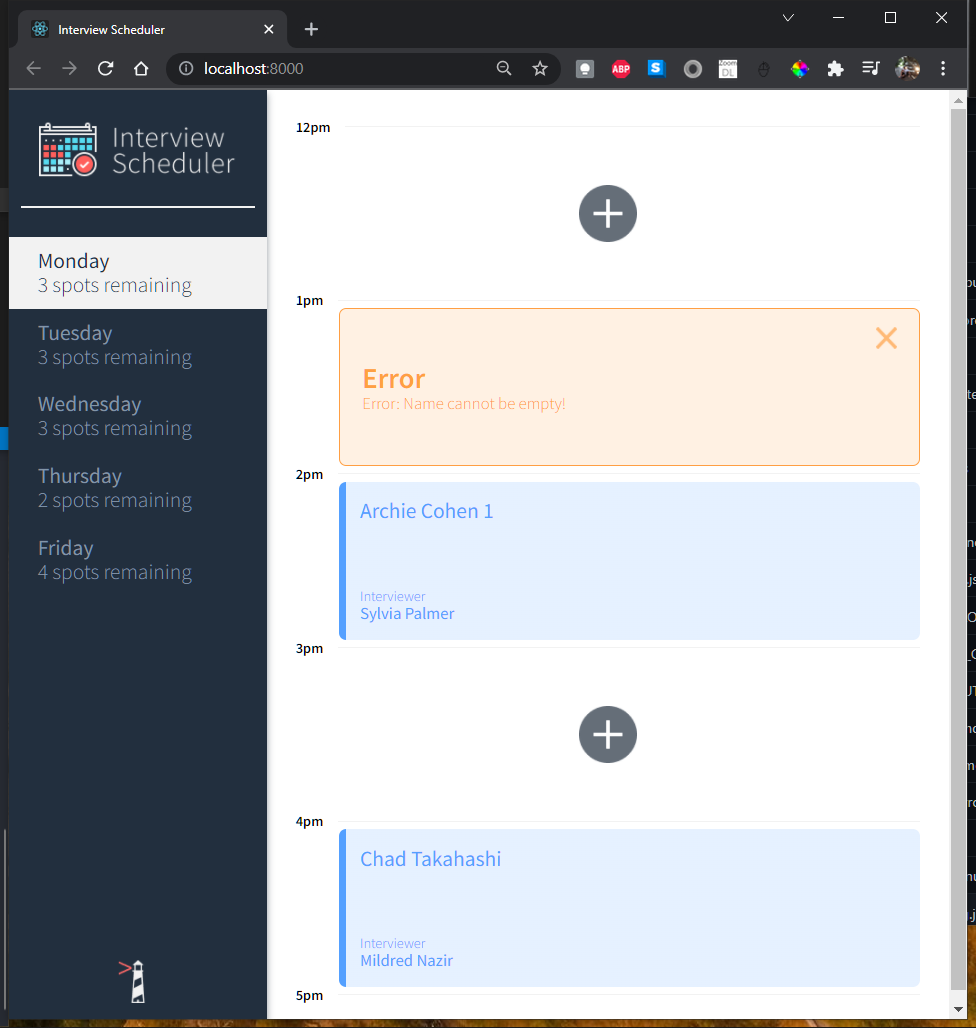 Interview Scheduler
localhost:8000
ABP
S
Zoom
DL
Interview
Scheduler
Monday
3 spots remaining
Tuesday
3 spots remaining
Wednesday
3 spots remaining
Thursday
2 spots remaining
Friday
4 spots remaining
>
12pm
1pm
Error
Error: Name cannot be empty!
2pm
Archie Cohen 1
Interviewer
Sylvia Palmer
3pm
4pm
Chad Takahashi
Interviewer
Mildred Nazir
5pm